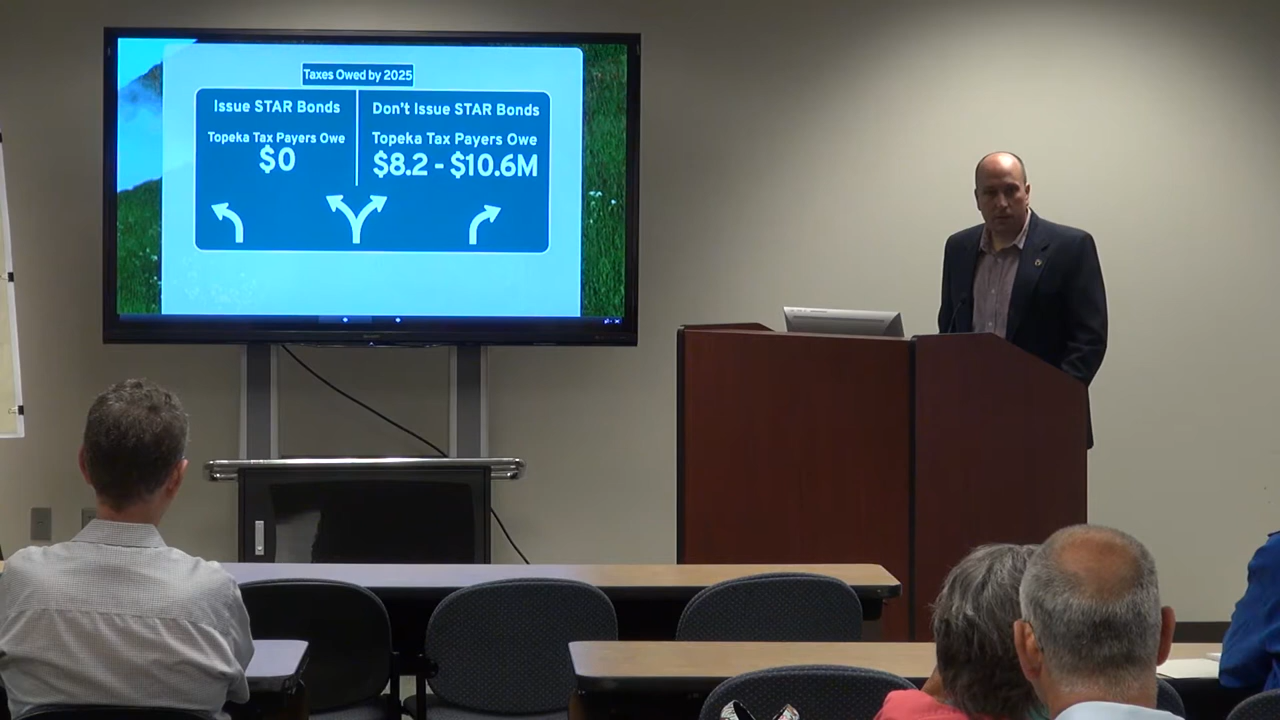 Taxes Owed by 2025
Issue STAR Bonds
Topeka Tax Payers Owe
$0
Don't Issue STAR Bonds
Topeka Tax Payers Owe
$8.2 - $10.6M